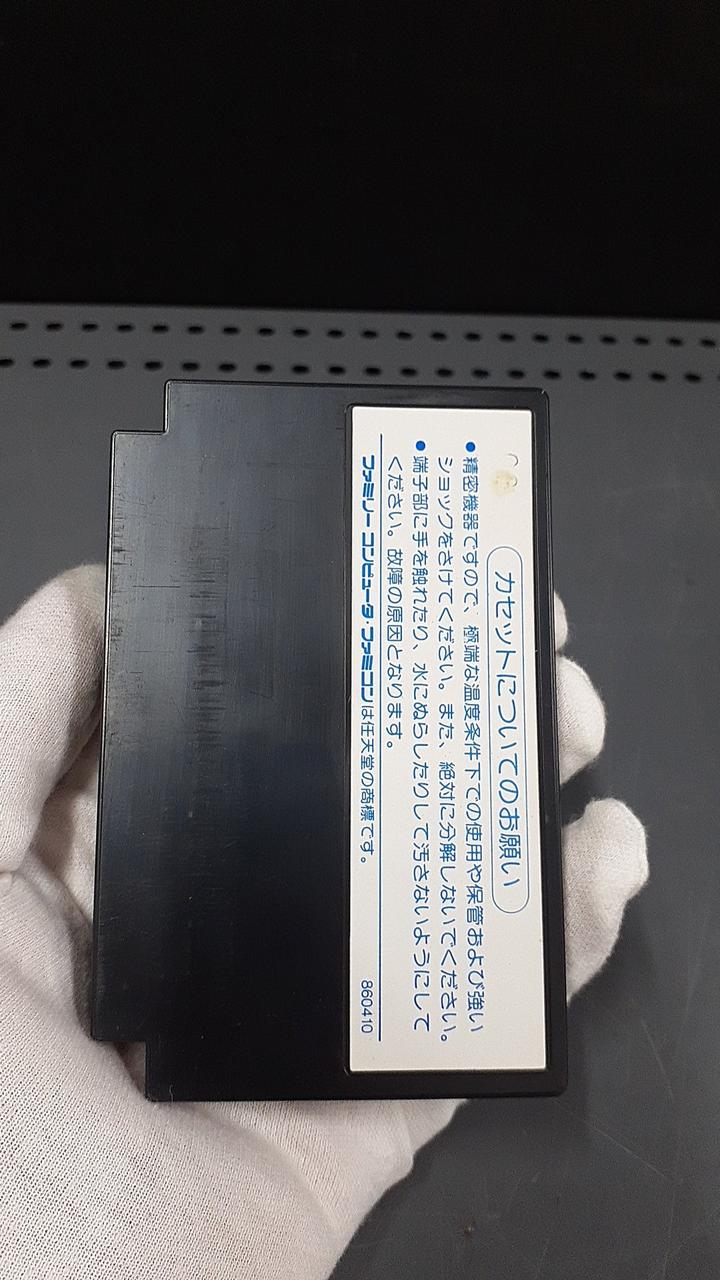 カセットについてのお願い
●精密機器ですので、極端な温度条件下での使用や保管および強い
ショックをさけてください。また、絶対に分解しないでください。
●端子部に手を触れたり、水にぬらしたりして汚さないようにして
ください。故障の原因となります。
ファミリーコンピュータ・ファミコンは任天堂の商標です。
860410